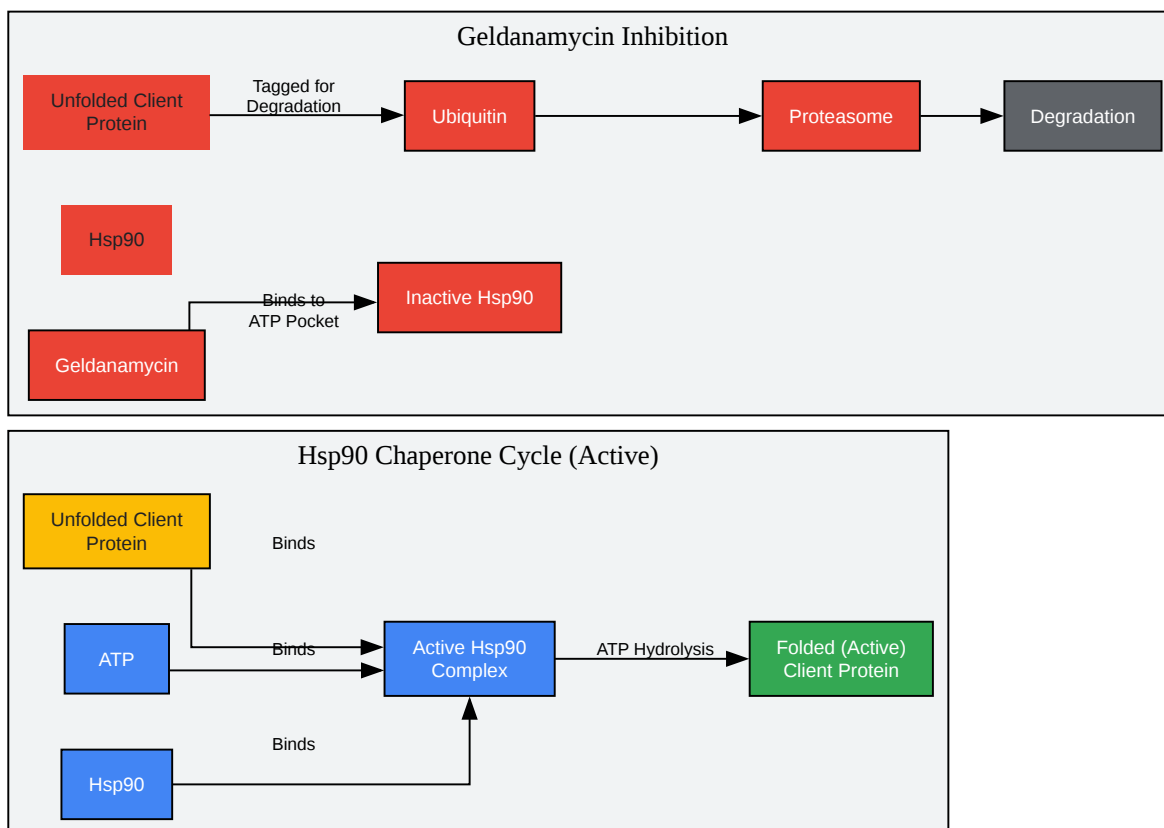 Geldanamycin Inhibition
Unfolded Client
Protein
Tagged for
Degradation
Ubiquitin
Proteasome
Degradation
Hsp90
Binds to
ATP Pocket
Inactive Hsp90
Geldanamycin
Hsp90 Chaperone Cycle (Active)
Unfolded Client
Protein
Binds
ATP
Binds
Active Hsp90
Complex
ATP Hydrolysis
Folded (Active)
Client Protein
Binds
Hsp90